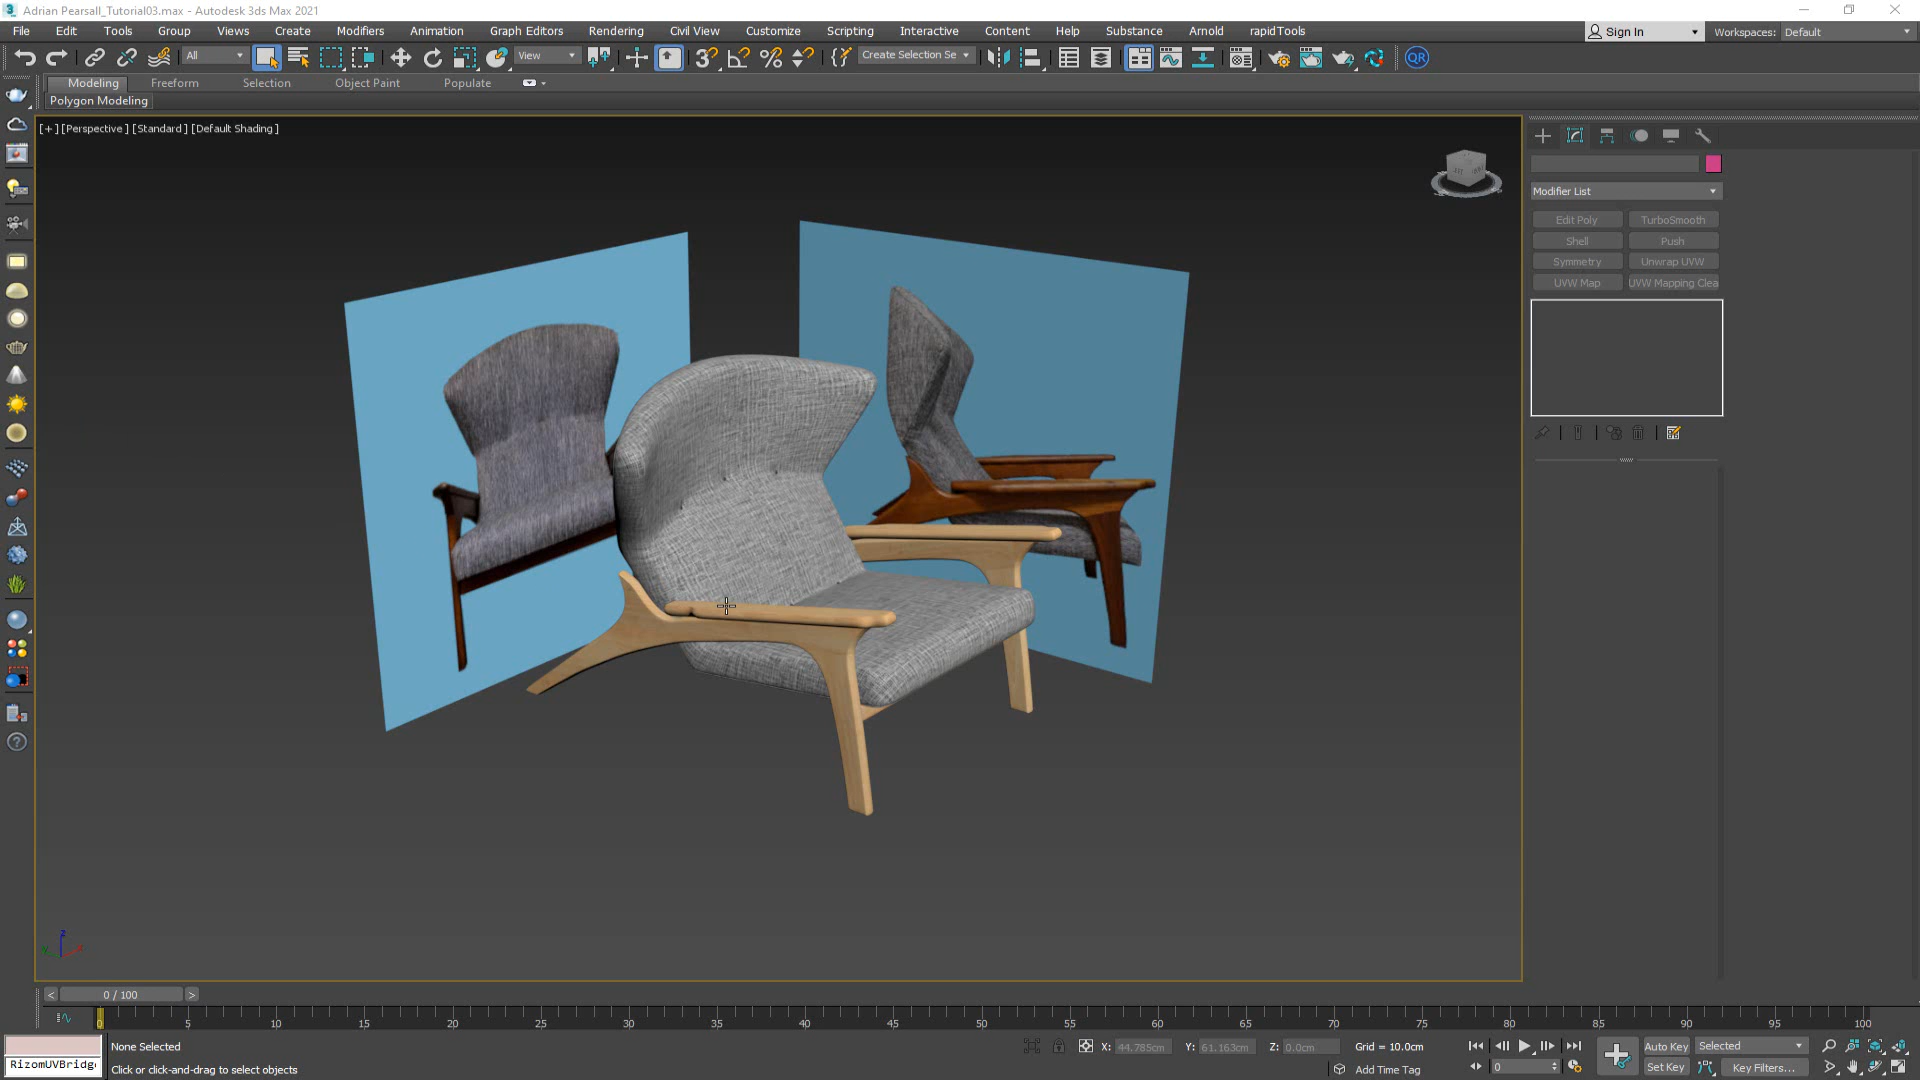 Adrian Pearsall_Tutorial03.max - Autodesk 3ds Max 2021
File Edit Tools Group Views Create Modifiers Animation Graph Editors Rendering Civil View Customize Scripting Interactive Content Help Substance Arnold rapidTools
Sign In Workspaces: Default
All View Create Selection Se QR
Modeling Freeform Selection Object Paint Populate
Polygon Modeling
[+] [Perspective] [Standard] [Default Shading]
Modifier List
Edit Poly TurboSmooth
Shell Push
Symmetry Unwrap UVW
UVW Map UVW Mapping Clea
z
x
y
< 0 / 100 >
0 5 10 15 20 25 30 35 40 45 50 55 60 65 70 75 80 85 90 95 100
None Selected X: 44.785cm Y: 61.163cm Z: 0.0cm Grid = 10.0cm Auto Key Selected
RizomUVBridge Click or click-and-drag to select objects Add Time Tag 0 Set Key Key Filters...